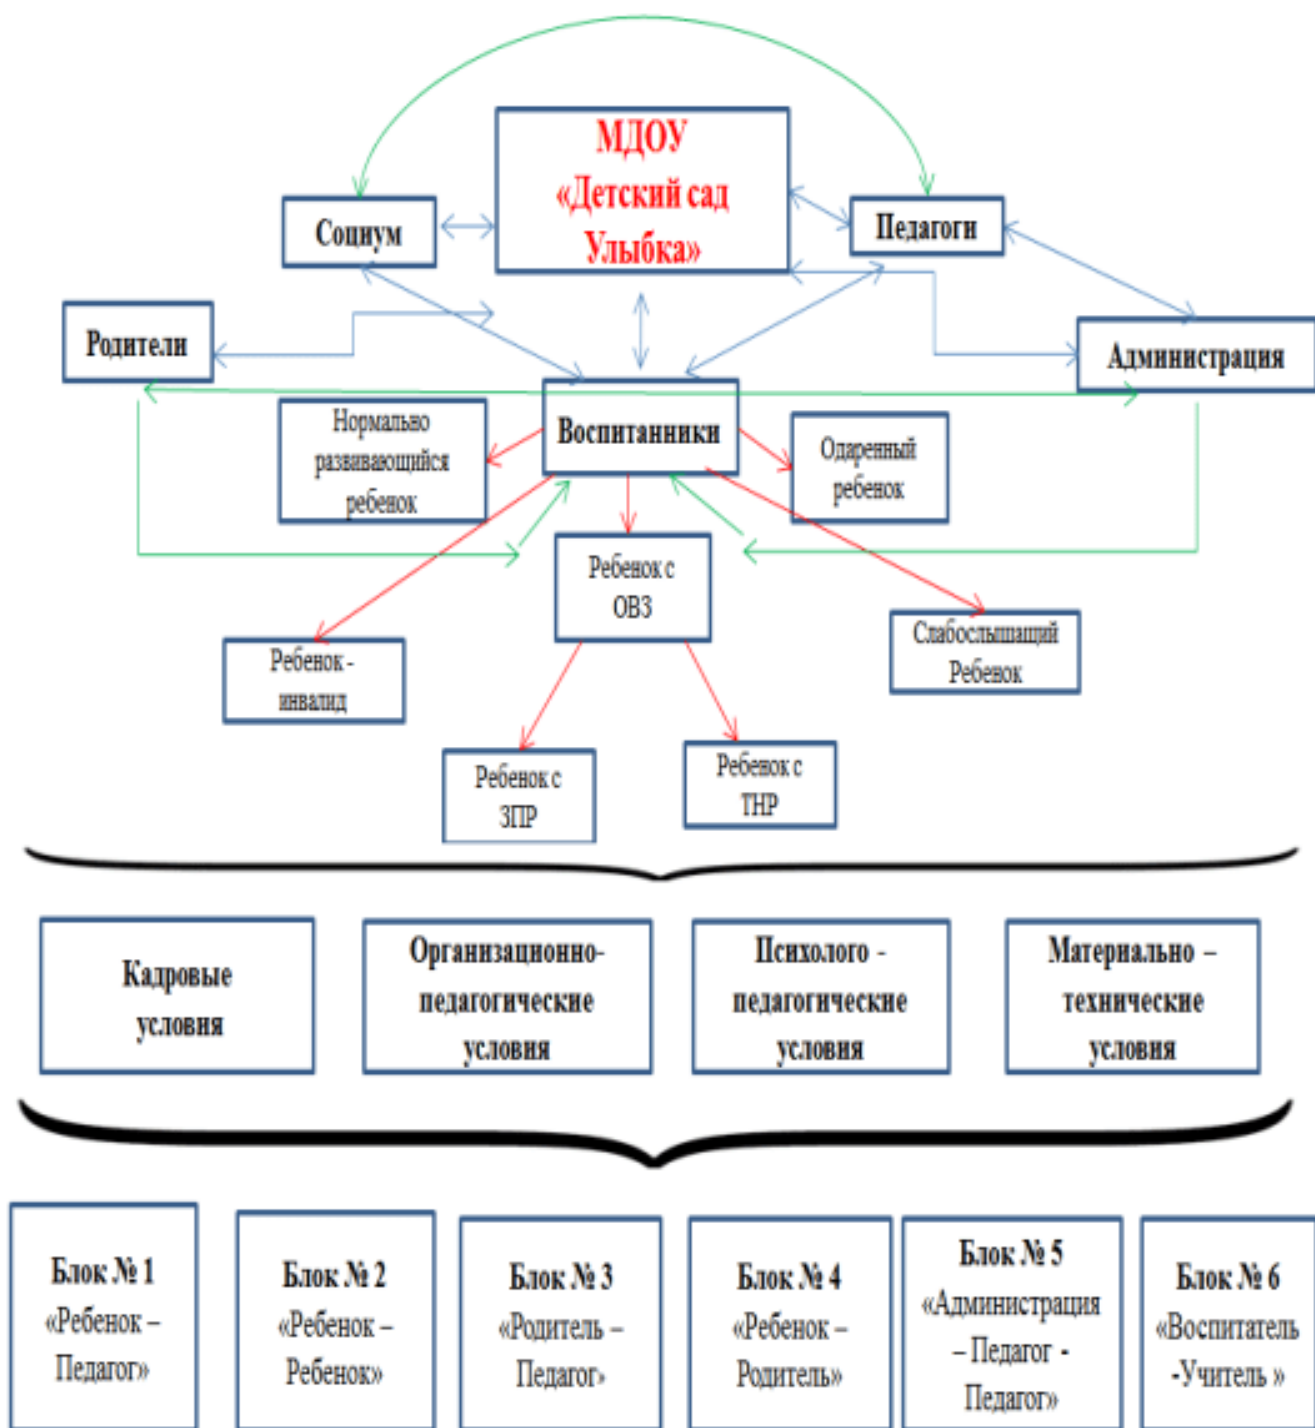 МДОУ
«Детский сад
Улыбка»
Социум
Педагоги
Родители
Администрация
Воспитанники
Нормально
развивающийся
ребенок
Одаренный
ребенок
Ребенок с
ОВЗ
Ребенок -
инвалид
Слабослышащий
Ребенок
Ребенок с
ЗПР
Ребенок с
ТНР
Кадровые
условия
Организационно-
педагогические
условия
Психолого -
педагогические
условия
Материально –
технические
условия
Блок № 1
«Ребенок –
Педагог»
Блок № 2
«Ребенок –
Ребенок»
Блок № 3
«Родитель –
Педагог»
Блок № 4
«Ребенок –
Родитель»
Блок № 5
«Администрация
– Педагог -
Педагог»
Блок № 6
«Воспитатель
-Учитель »